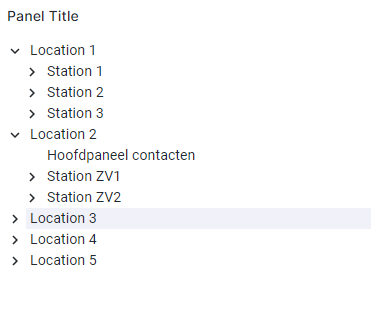 Panel Title
Location 1
Station 1
Station 2
Station 3
Location 2
Hoofdpaneel contacten
Station ZV1
Station ZV2
Location 3
Location 4
Location 5